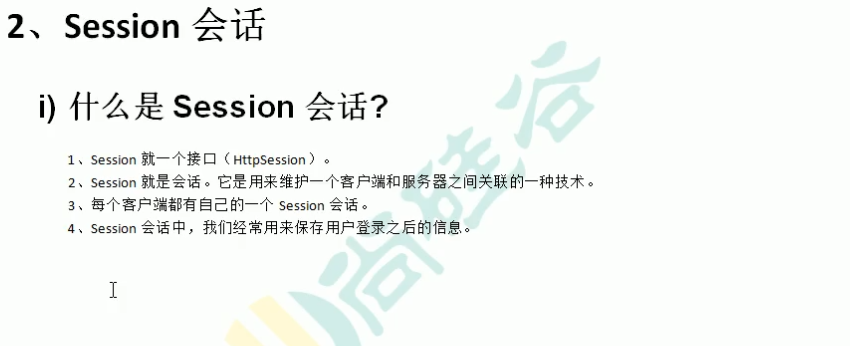 2、Session 会话
i) 什么是 Session 会话?
1、Session 就一个接口（HttpSession）。
2、Session 就是会话。它是用来维护一个客户端和服务器之间关联的一种技术。
3、每个客户端都有自己的一个 Session 会话。
4、Session 会话中，我们经常用来保存用户登录之后的信息。
尚硅谷